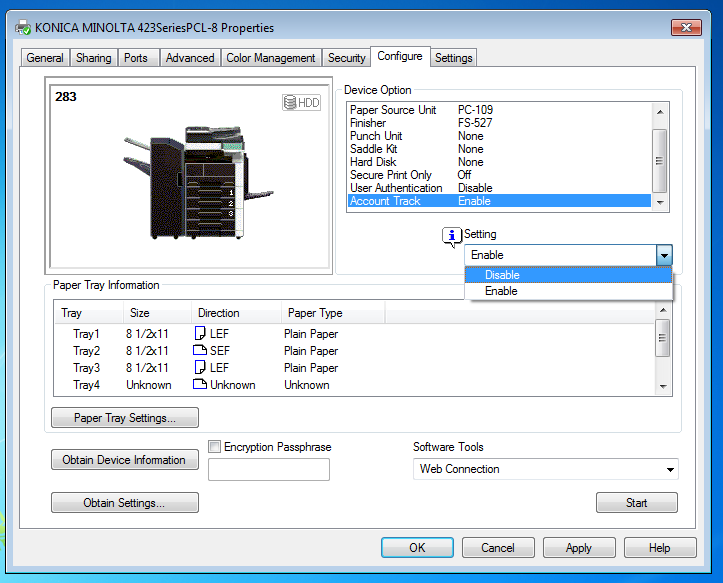 KONICA MINOLTA 423SeriesPCL-8 Properties
General Sharing Ports Advanced Color Management Security Configure Settings
283
HDD
1
2
3
Device Option
Paper Source Unit PC-109
Finisher FS-527
Punch Unit None
Saddle Kit None
Hard Disk None
Secure Print Only Off
User Authentication Disable
Account Track Enable
Setting
Enable
Disable
Enable
Paper Tray Information
Tray Size Direction Paper Type
Tray1 8 1/2x11 LEF Plain Paper
Tray2 8 1/2x11 SEF Plain Paper
Tray3 8 1/2x11 LEF Plain Paper
Tray4 Unknown Unknown Unknown
Paper Tray Settings...
Obtain Device Information
Encryption Passphrase
Software Tools
Web Connection
Obtain Settings...
Start
OK Cancel Apply Help